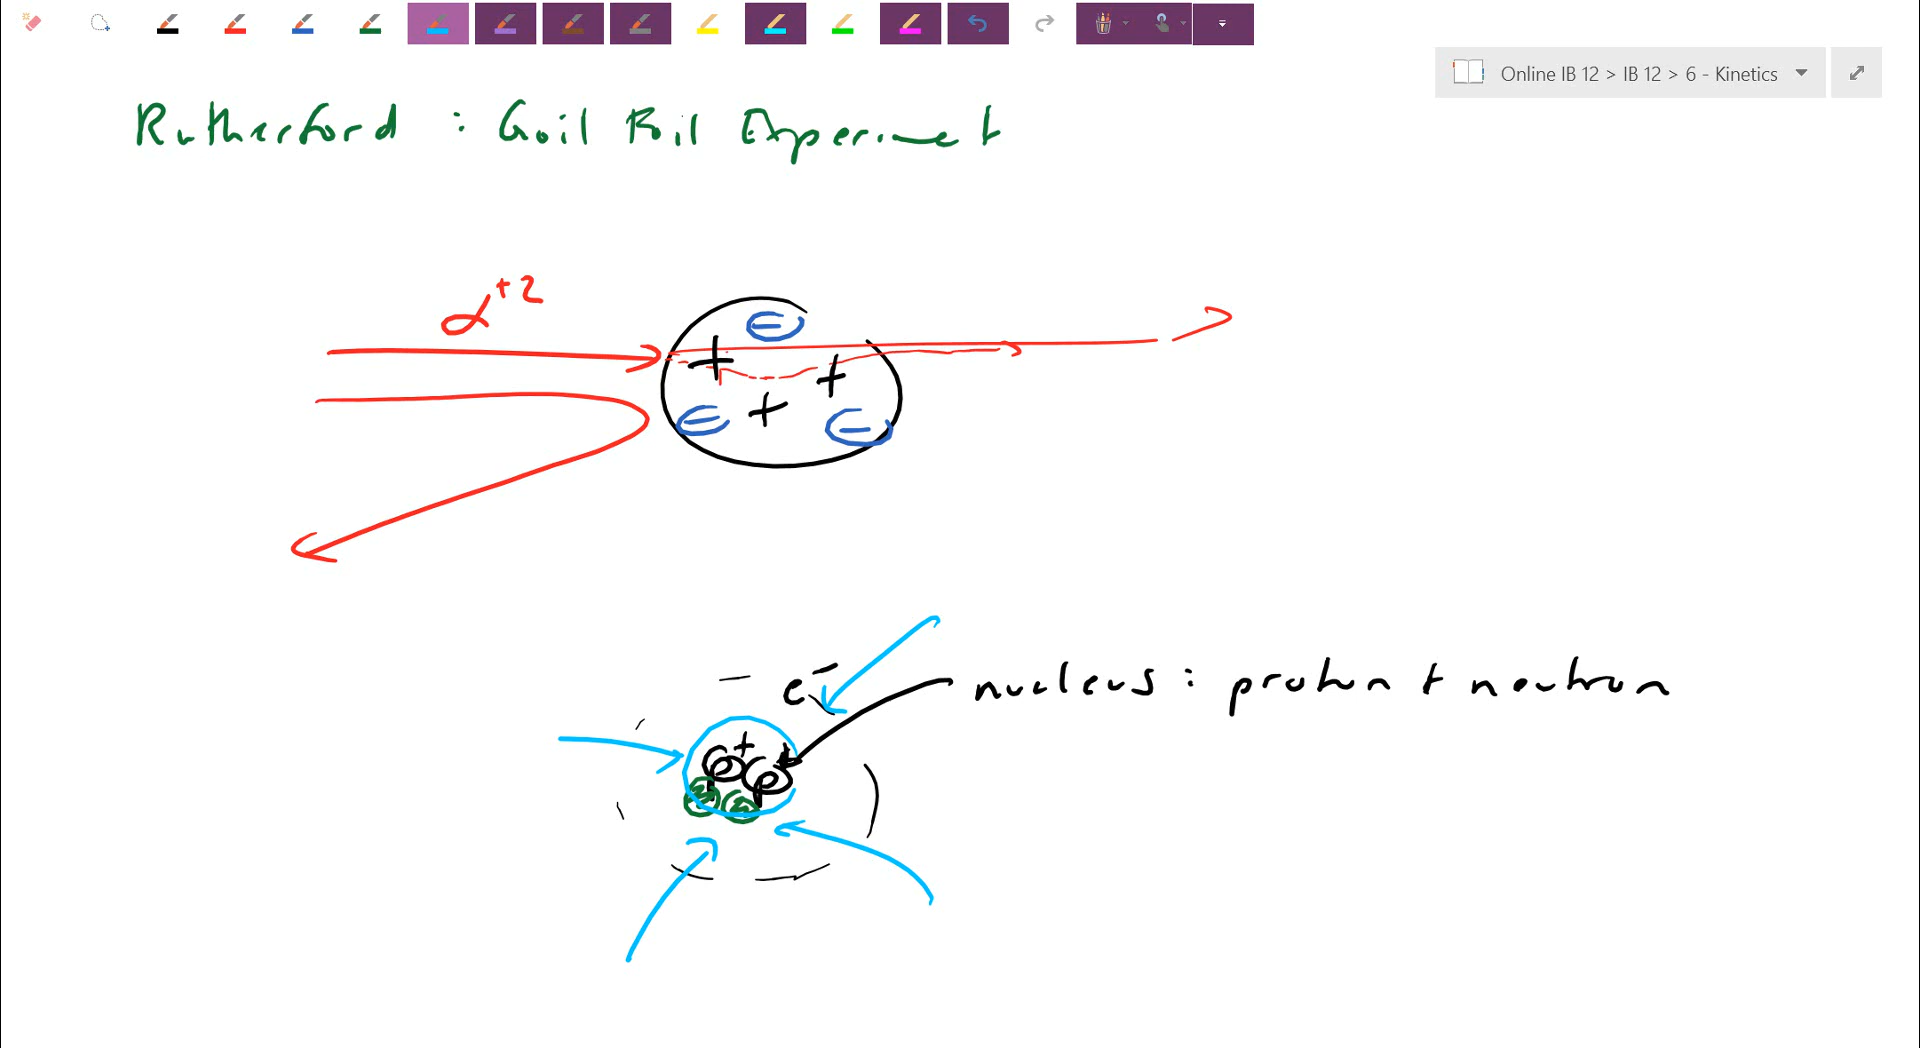 Online IB 12 > IB 12 > 6 - Kinetics
Rutherford : Goil Foil Experiment
α+2
+ + +
- - -
e-
nucleus : proton + neutron
p+ p+